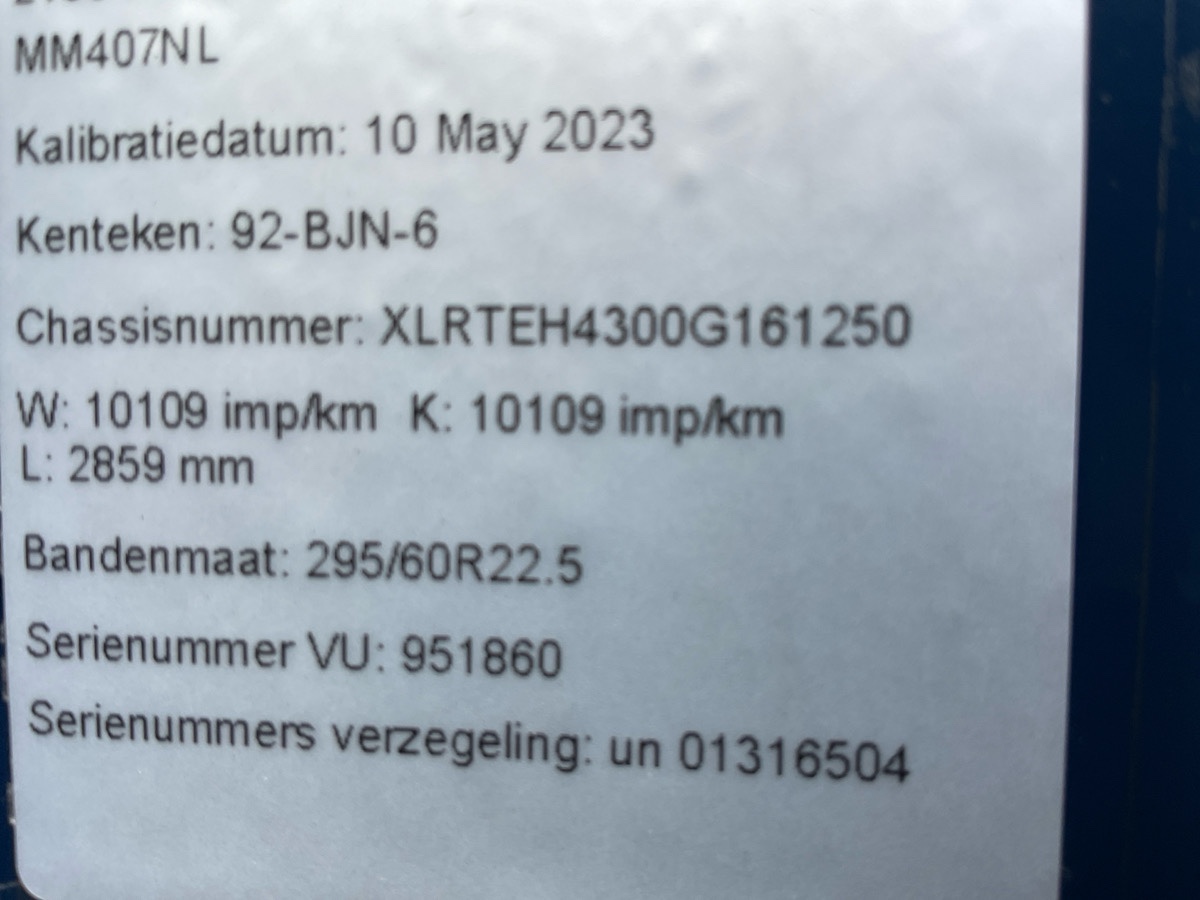 MM407NL
Kalibratiedatum: 10 May 2023
Kenteken: 92-BJN-6
Chassisnummer: XLRTEH4300G161250
W: 10109 imp/km K: 10109 imp/km
L: 2859 mm
Bandenmaat: 295/60R22.5
Serienummer VU: 951860
Serienummers verzegeling: un 01316504